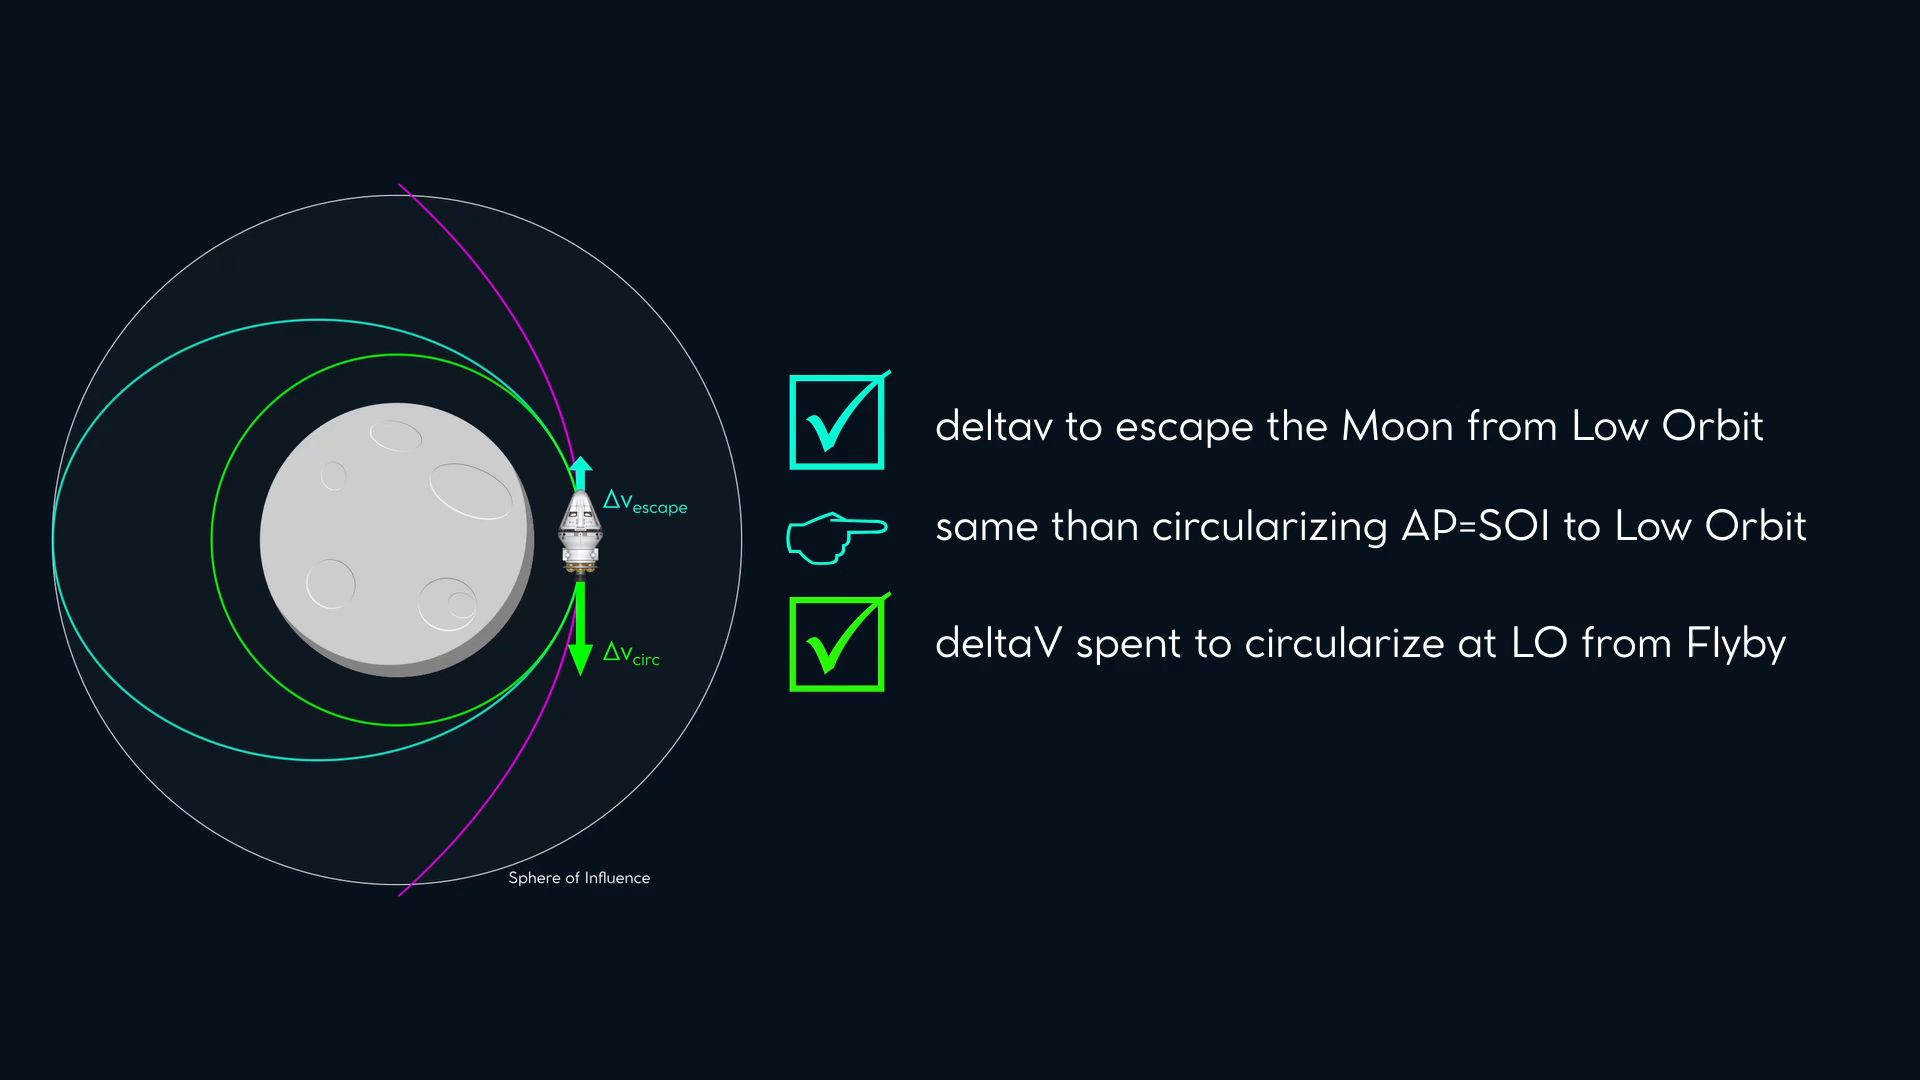 Δvescape
Δvcirc
Sphere of Influence
deltav to escape the Moon from Low Orbit
same than circularizing AP=SOI to Low Orbit
deltaV spent to circularize at LO from Flyby